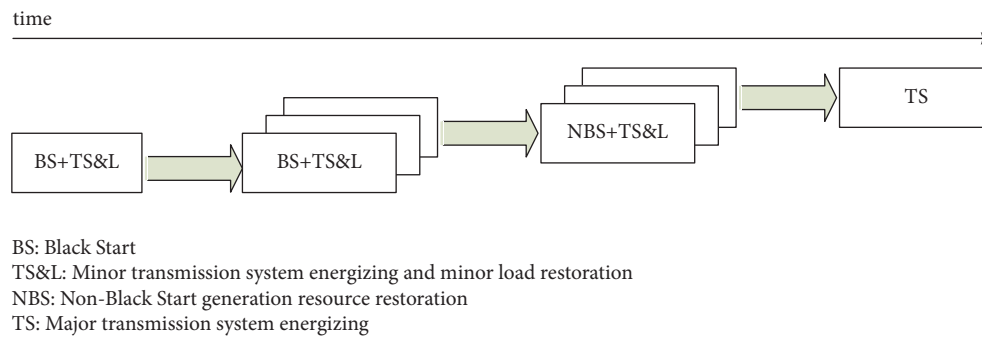 time
BS+TS&L
BS+TS&L
NBS+TS&L
TS
BS: Black Start
TS&L: Minor transmission system energizing and minor load restoration
NBS: Non-Black Start generation resource restoration
TS: Major transmission system energizing